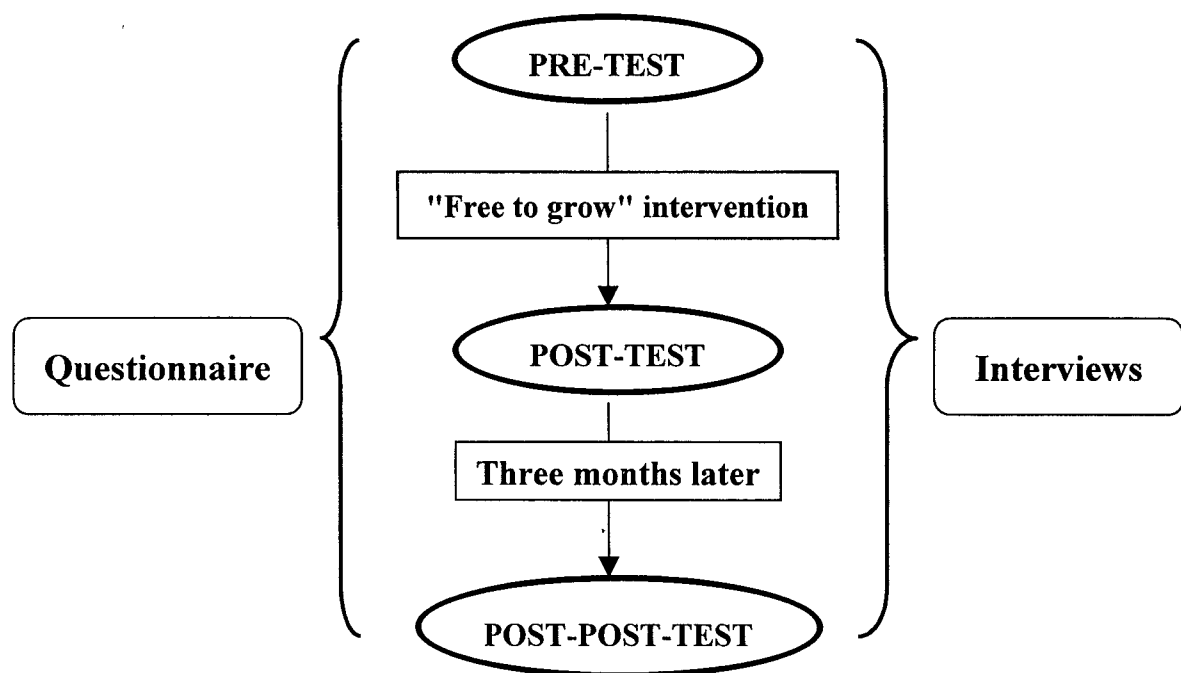 PRE-TEST
"Free to grow" intervention
Questionnaire
POST-TEST
Interviews
Three months later
POST-POST-TEST